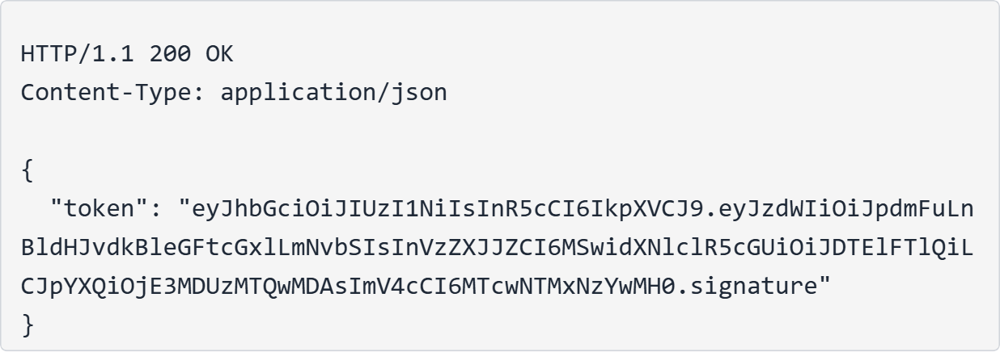 HTTP/1.1 200 OK
Content-Type: application/json
{
"token": "eyJhbGciOiJIUzI1NiIsInR5cCI6IkpXVCJ9.eyJzdWIiOiJpdmFuLn
BldHJvdkBleGFtcGxlLmNvbSIsInVzZXJJZCI6MSwidXNlclR5cGUiOiJDTElFTlQiL
CJpYXQiOjE3MDUzMTQwMDAsImV4cCI6MTcwNTMxNzYwMH0.signature"
}